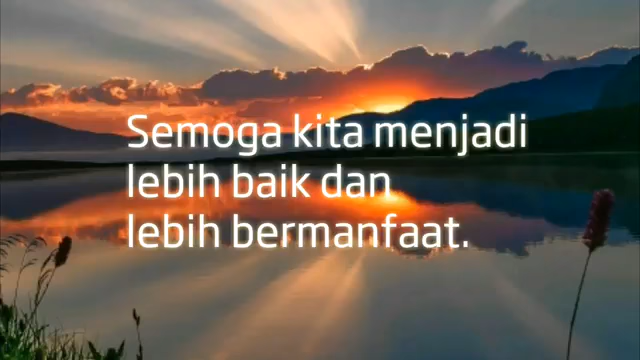 Semoga kita menjadi
lebih baik dan
lebih bermanfaat.